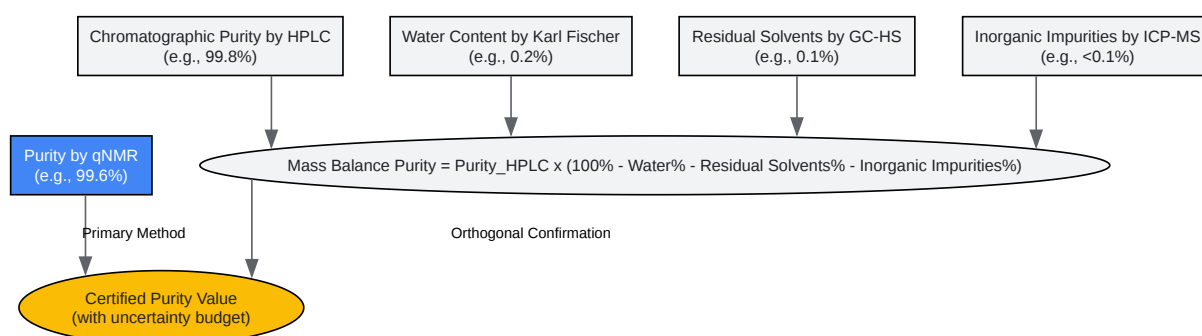 Chromatographic Purity by HPLC
(e.g., 99.8%)
Water Content by Karl Fischer
(e.g., 0.2%)
Residual Solvents by GC-HS
(e.g., 0.1%)
Inorganic Impurities by ICP-MS
(e.g., <0.1%)
Purity by qNMR
(e.g., 99.6%)
Mass Balance Purity = Purity_HPLC x (100% - Water% - Residual Solvents% - Inorganic Impurities%)
Primary Method
Orthogonal Confirmation
Certified Purity Value
(with uncertainty budget)